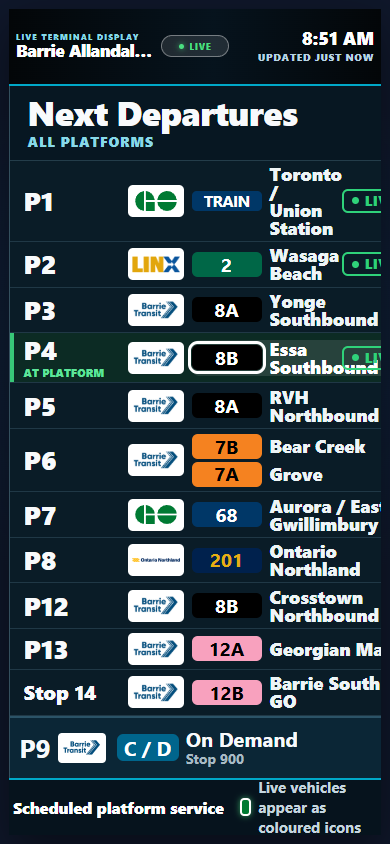 LIVE TERMINAL DISPLAY
Barrie Allandal...
LIVE
8:51 AM
UPDATED JUST NOW
Next Departures
ALL PLATFORMS
P1
GO
TRAIN
Toronto
/
Union
Station
LIV
P2
LINX
2
Wasaga
Beach
LIV
P3
Barrie
Transit
8A
Yonge
Southbound
P4
AT PLATFORM
Barrie
Transit
8B
Essa
Southbound
LIV
P5
Barrie
Transit
8A
RVH
Northbound
P6
Barrie
Transit
7B
Bear Creek
7A
Grove
P7
GO
68
Aurora / East
Gwillimbury
P8
Ontario Northland
201
Ontario
Northland
P12
Barrie
Transit
8B
Crosstown
Northbound
P13
Barrie
Transit
12A
Georgian Ma
Stop 14
Barrie
Transit
12B
Barrie South
GO
P9
Barrie
Transit
C / D
On Demand
Stop 900
Scheduled platform service
Live vehicles
appear as
coloured icons